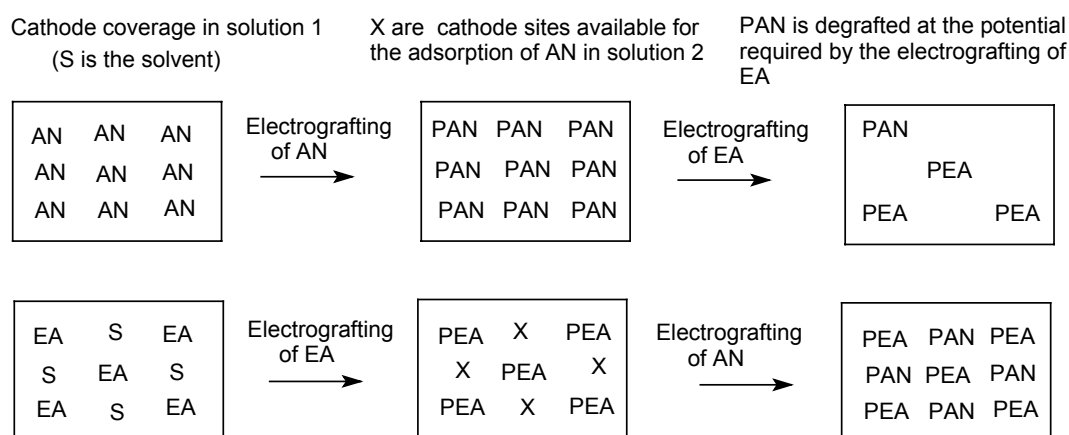 Cathode coverage in solution 1
(S is the solvent)
X are cathode sites available for
the adsorption of AN in solution 2
PAN is degrafted at the potential
required by the electrografting of
EA
AN AN AN
AN AN AN
AN AN AN
Electrografting
of AN
PAN PAN PAN
PAN PAN PAN
PAN PAN PAN
Electrografting
of EA
PAN
PEA
PEA PEA
EA S EA
S EA S
EA S EA
Electrografting
of EA
PEA X PEA
X PEA X
PEA X PEA
Electrografting
of AN
PEA PAN PEA
PAN PEA PAN
PEA PAN PEA